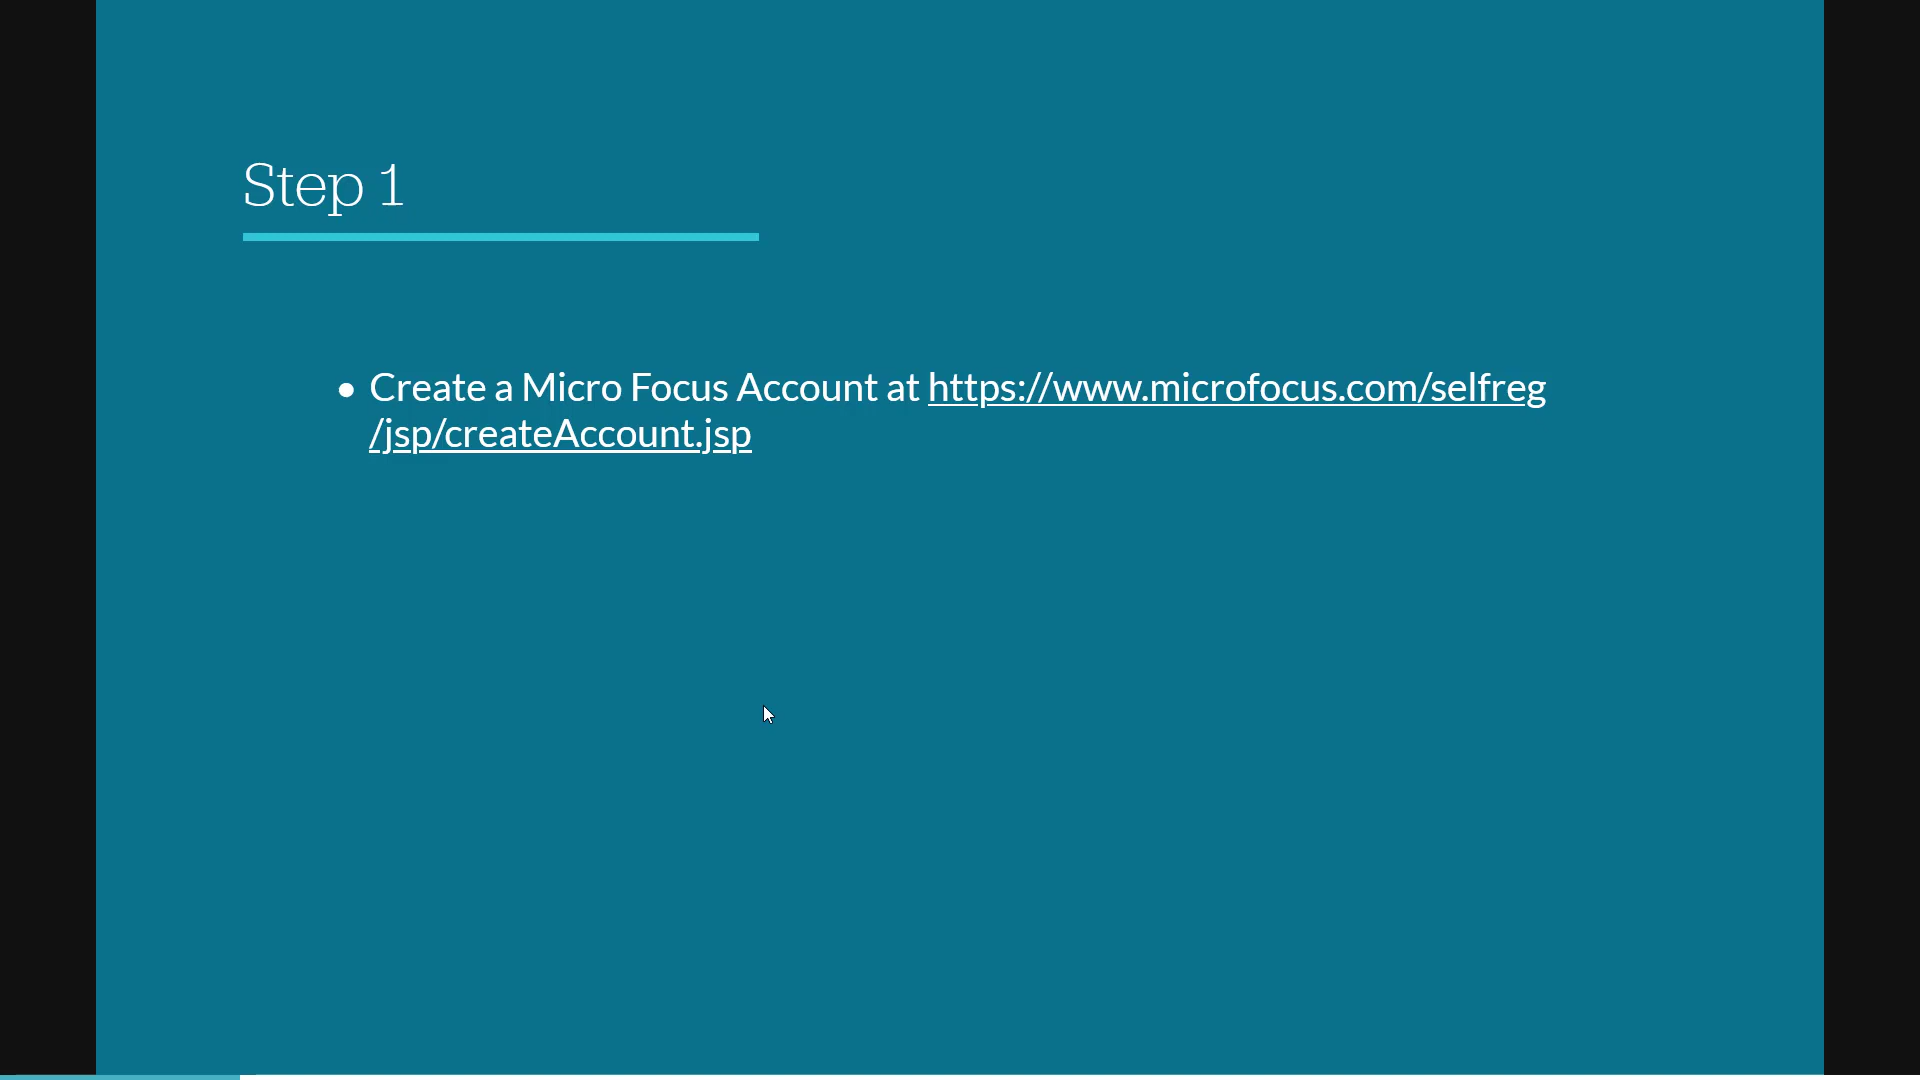 Step 1
• Create a Micro Focus Account at https://www.microfocus.com/selfreg
/jsp/createAccount.jsp